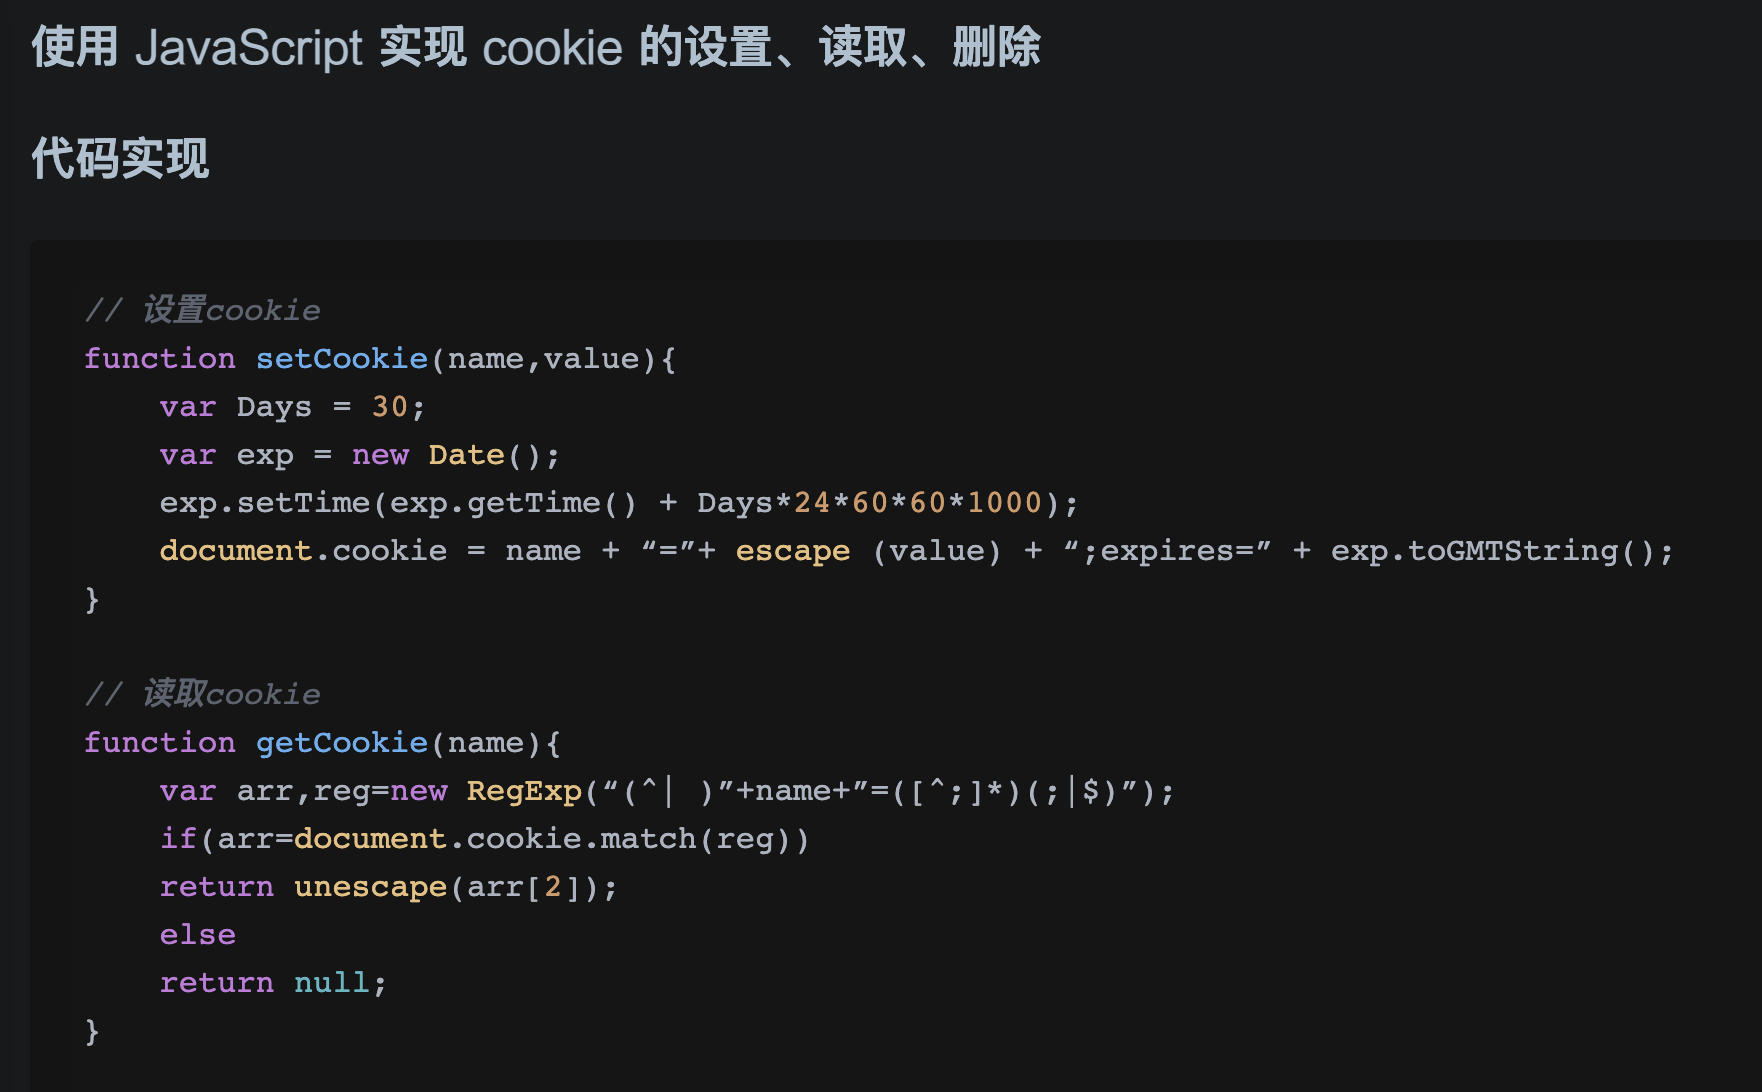 使用 JavaScript 实现 cookie 的设置、读取、删除
代码实现
// 设置cookie
function setCookie(name,value){
    var Days = 30;
    var exp = new Date();
    exp.setTime(exp.getTime() + Days*24*60*60*1000);
    document.cookie = name + “=”+ escape (value) + “;expires=” + exp.toGMTString();
}
// 读取cookie
function getCookie(name){
    var arr,reg=new RegExp(“(^| )”+name+”=([^;]*)(;|$)”);
    if(arr=document.cookie.match(reg))
    return unescape(arr[2]);
    else
    return null;
}